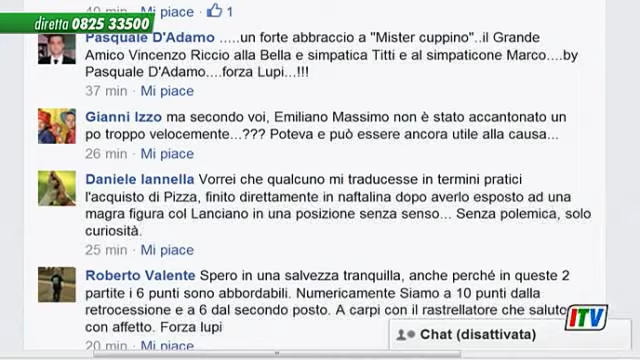 diretta 0825 33500
40 min · Mi piace · 1
Pasquale D'Adamo .....un forte abbraccio a "Mister cuppino"..il Grande
Amico Vincenzo Riccio alla Bella e simpatica Titti e al simpaticone Marco....by
Pasquale D'Adamo....forza Lupi...!!!
37 min · Mi piace
Gianni Izzo ma secondo voi, Emiliano Massimo non è stato accantonato un
po troppo velocemente...??? Poteva e può essere ancora utile alla causa...
26 min · Mi piace
Daniele Iannella Vorrei che qualcuno mi traducesse in termini pratici
l'acquisto di Pizza, finito direttamente in naftalina dopo averlo esposto ad una
magra figura col Lanciano in una posizione senza senso... Senza polemica, solo
curiosità.
25 min · Mi piace
Roberto Valente Spero in una salvezza tranquilla, anche perché in queste 2
partite i 6 punti sono abbordabili. Numericamente Siamo a 10 punti dalla
retrocessione e a 6 dal secondo posto. A carpi con il rastrellatore che saluto
con affetto. Forza lupi
20 min · Mi piace
Chat (disattivata)
ITV